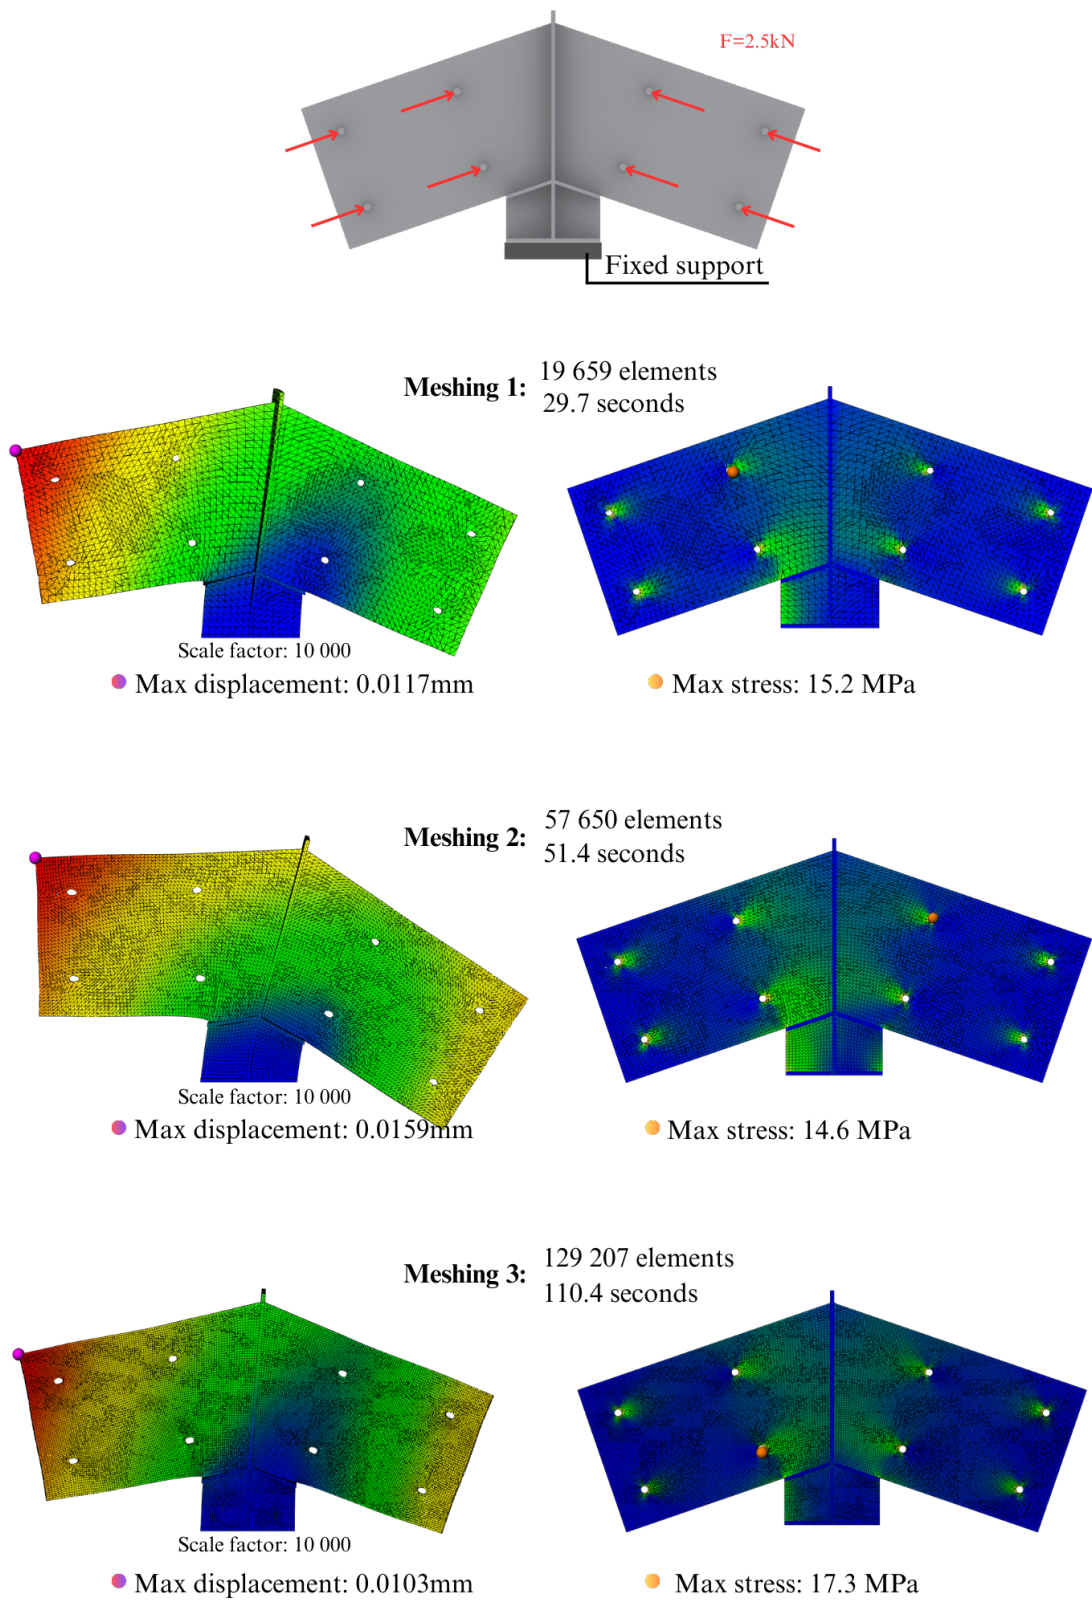 F=2.5kN
Fixed support
Meshing 1:
19 659 elements
29.7 seconds
Scale factor: 10 000
Max displacement: 0.0117mm
Max stress: 15.2 MPa
Meshing 2:
57 650 elements
51.4 seconds
Scale factor: 10 000
Max displacement: 0.0159mm
Max stress: 14.6 MPa
Meshing 3:
129 207 elements
110.4 seconds
Scale factor: 10 000
Max displacement: 0.0103mm
Max stress: 17.3 MPa